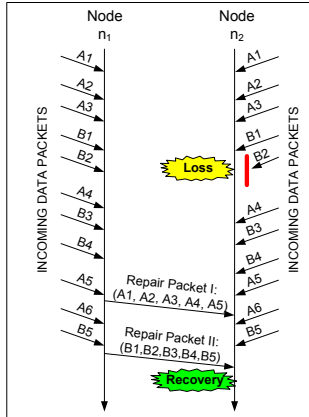 Node
n1
Node
n2
INCOMING DATA PACKETS
INCOMING DATA PACKETS
A1
A1
A2
A2
A3
A3
B1
B1
B2
B2
Loss
A4
A4
B3
B3
B4
B4
A5
A5
Repair Packet I:
(A1, A2, A3, A4, A5)
A6
A6
B5
B5
Repair Packet II:
(B1,B2,B3,B4,B5)
Recovery